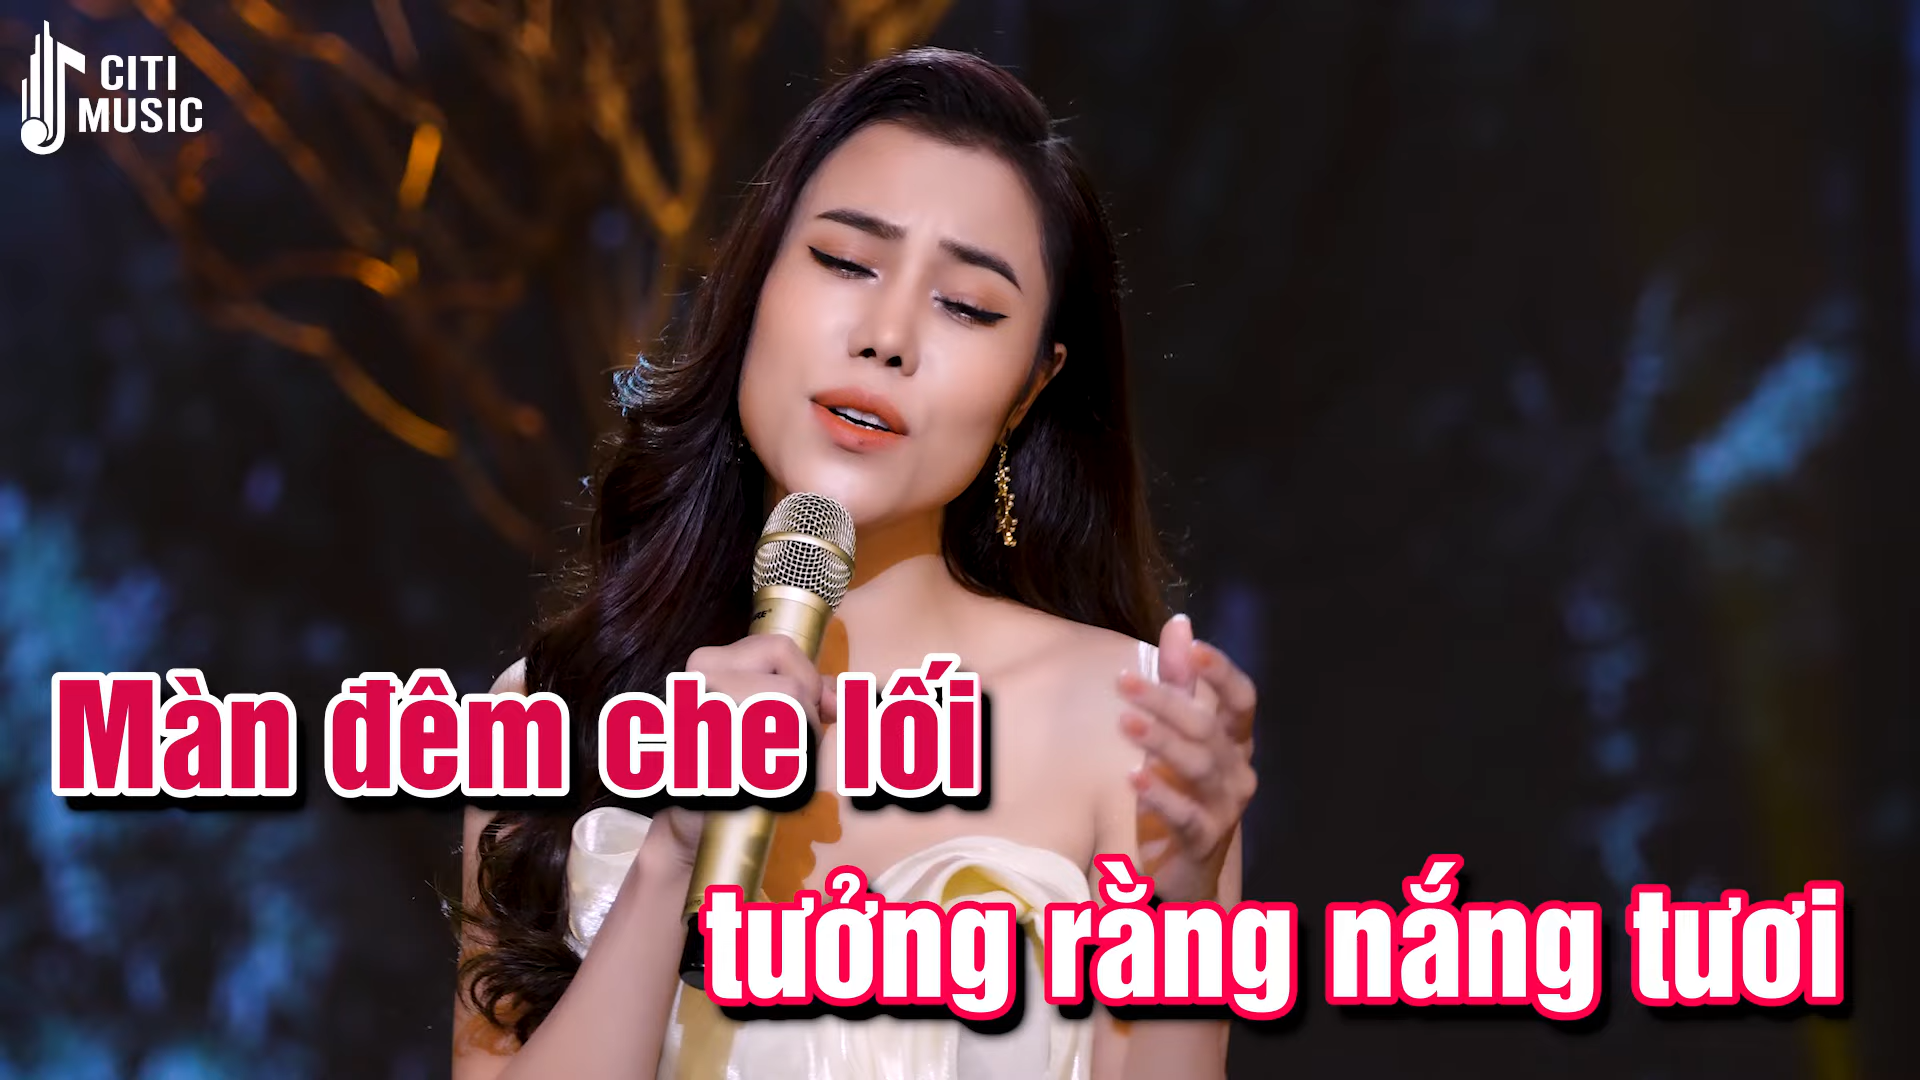 CITI
MUSIC
Màn đêm che lối
tưởng rằng nắng tươi